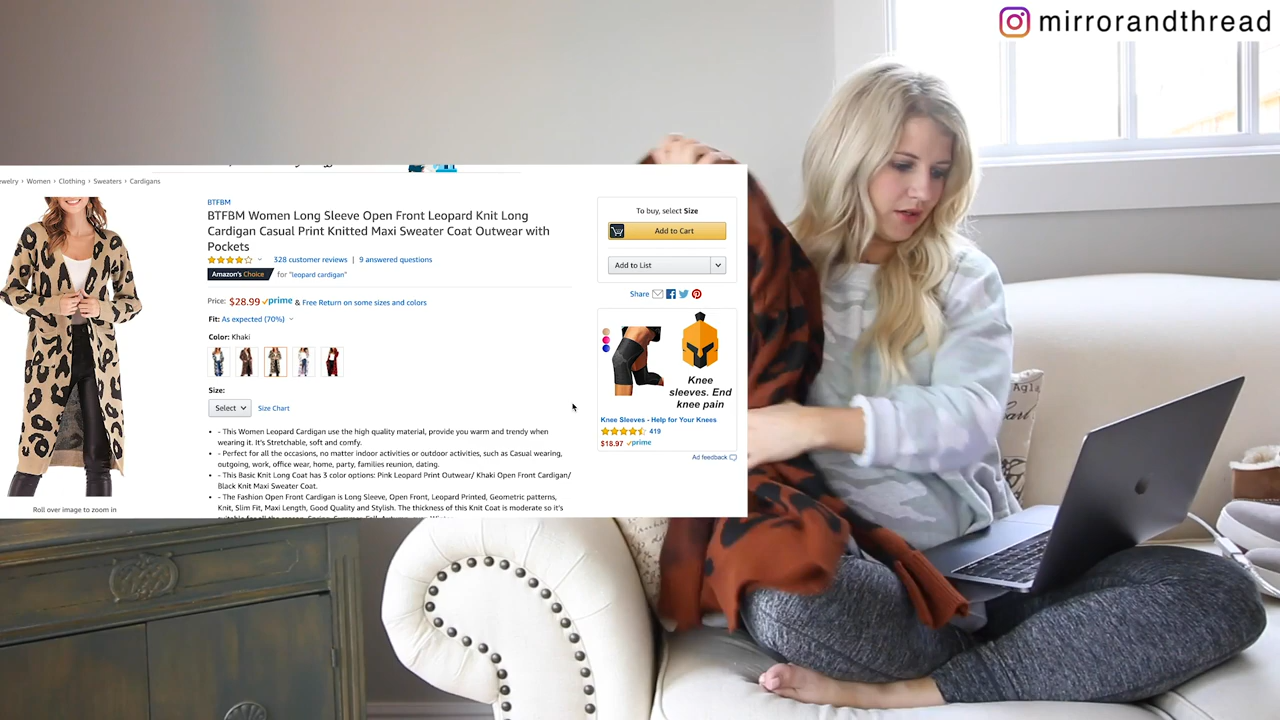 mirrorandthread
Women › Clothing › Sweaters › Cardigans
BTFBM
BTFBM Women Long Sleeve Open Front Leopard Knit Long
Cardigan Casual Print Knitted Maxi Sweater Coat Outwear with
Pockets
328 customer reviews | 9 answered questions
Amazon's Choice for "leopard cardigan"
Price: $28.99 prime & Free Return on some sizes and colors
Fit: As expected (70%)
Color: Khaki
Size:
Select Size Chart
- This Women Leopard Cardigan use the high quality material, provide you warm and trendy when
wearing it. It's Stretchable, soft and comfy.
- Perfect for all the occasions, no matter indoor activities or outdoor activities, such as Casual wearing,
outgoing, work, office wear, home, party, families reunion, dating.
- This Basic Knit Long Coat has 3 color options: Pink Leopard Print Outwear/ Khaki Open Front Cardigan/
Black Knit Maxi Sweater Coat.
- The Fashion Open Front Cardigan is Long Sleeve, Open Front, Leopard Printed, Geometric patterns,
Knit, Slim Fit, Maxi Length, Good Quality and Stylish. The thickness of this Knit Coat is moderate so it's
Roll over image to zoom in
To buy, select Size
Add to Cart
Add to List
Share
Knee
sleeves. End
knee pain
Knee Sleeves - Help for Your Knees
419
$18.97 prime
Ad feedback